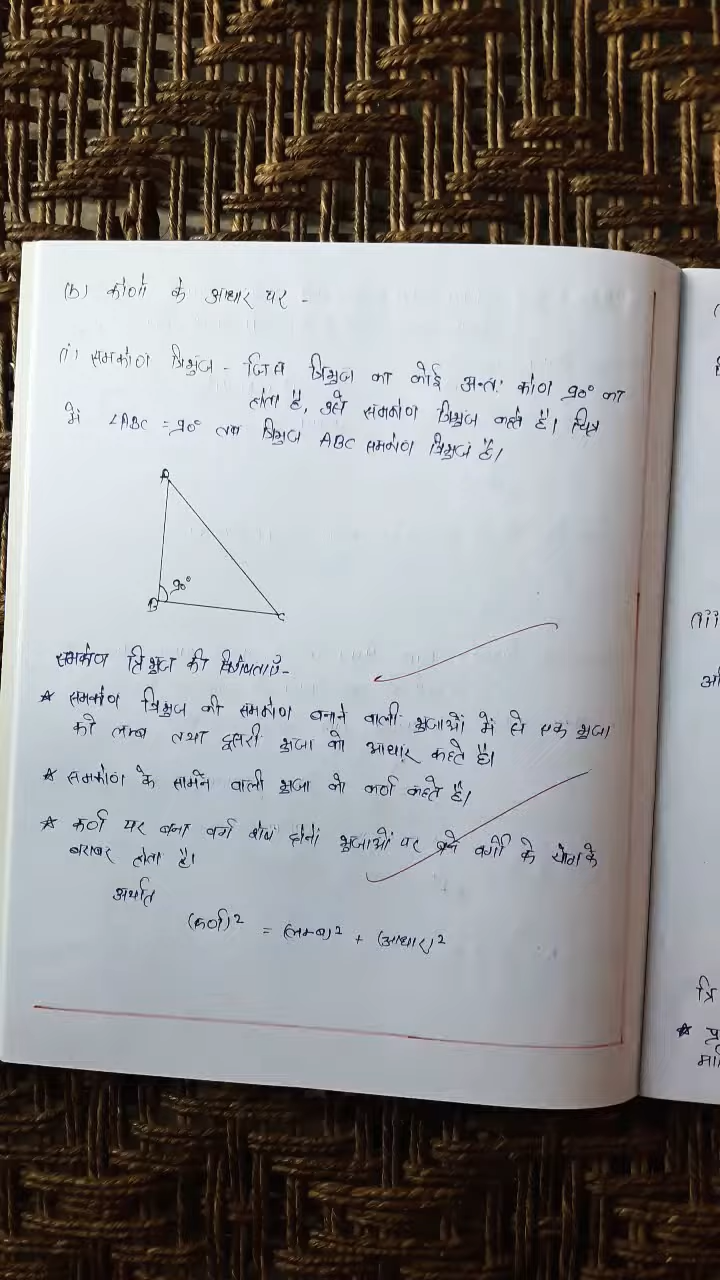 (b) कोणों के आधार पर -
(i) समकोण त्रिभुज - जिस त्रिभुज का कोई अन्तः कोण 90° का
होता है, उसे समकोण त्रिभुज कहते है। चित्र
में ∠ABC = 90° तब त्रिभुज ABC समकोण त्रिभुज है।
A
90°
B
C
समकोण त्रिभुज की विशेषताएँ-
★ समकोण त्रिभुज की समकोण बनाने वाली भुजाओं में से एक भुजा
को लम्ब तथा दूसरी भुजा को आधार कहते है।
★ समकोण के सामने वाली भुजा को कर्ण कहते है।
★ कर्ण पर बना वर्ग शेष दोनों भुजाओं पर बने वर्गो के योग के
बराबर होता है।
अर्थात
(कर्ण)² = (लम्ब)² + (आधार)²
(iii
त्रि
★ प्र